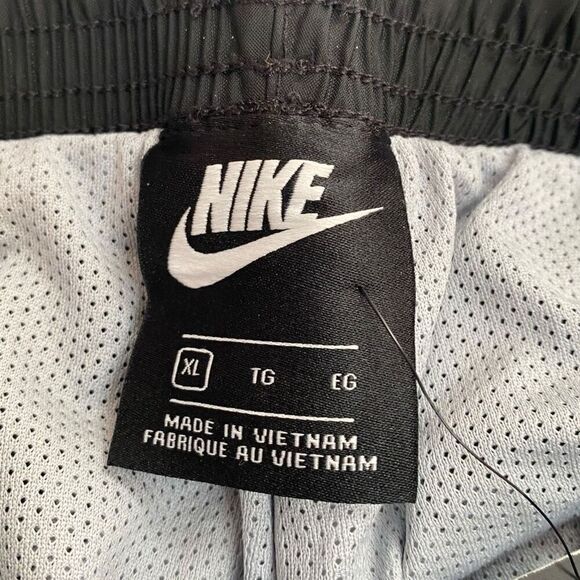 NIKE
XL TG EG
MADE IN VIETNAM
FABRIQUE AU VIETNAM